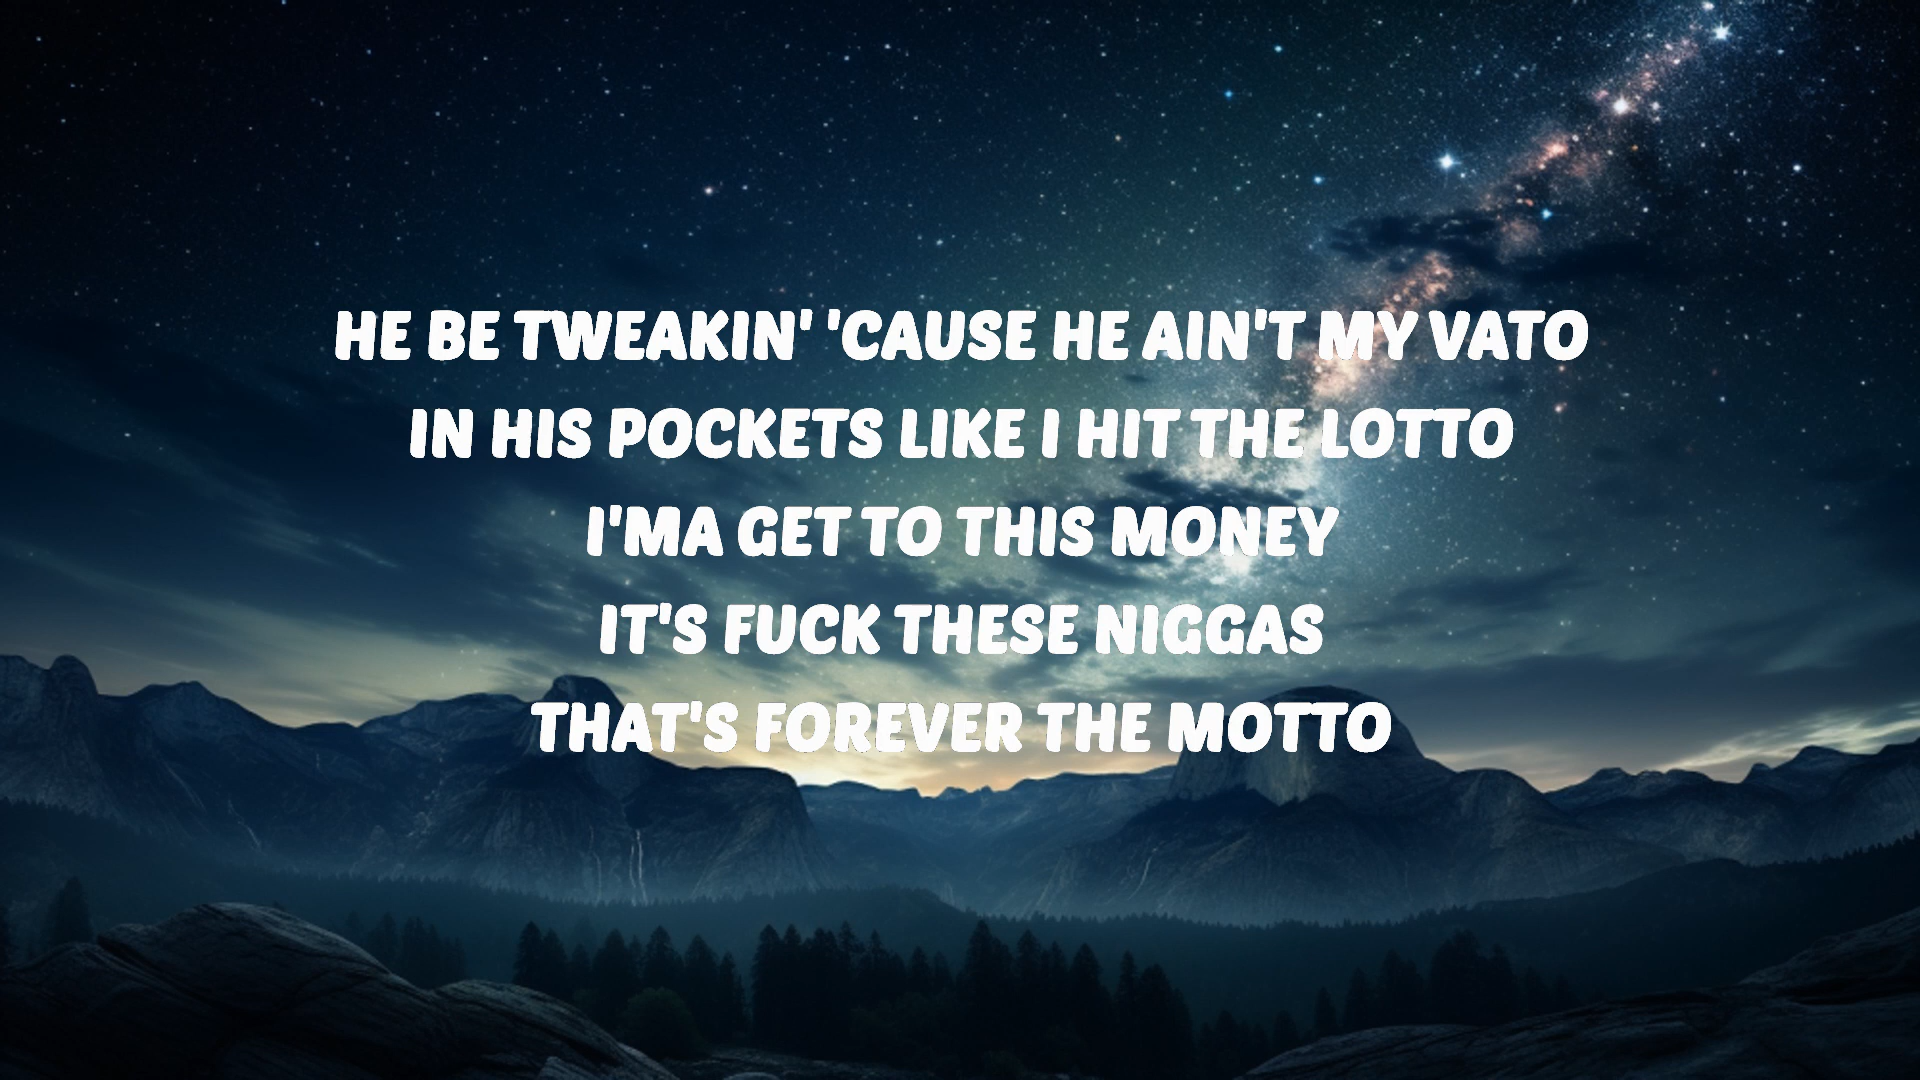 HE BE TWEAKIN' 'CAUSE HE AIN'T MY VATO
IN HIS POCKETS LIKE I HIT THE LOTTO
I'MA GET TO THIS MONEY
IT'S FUCK THESE NIGGAS
THAT'S FOREVER THE MOTTO